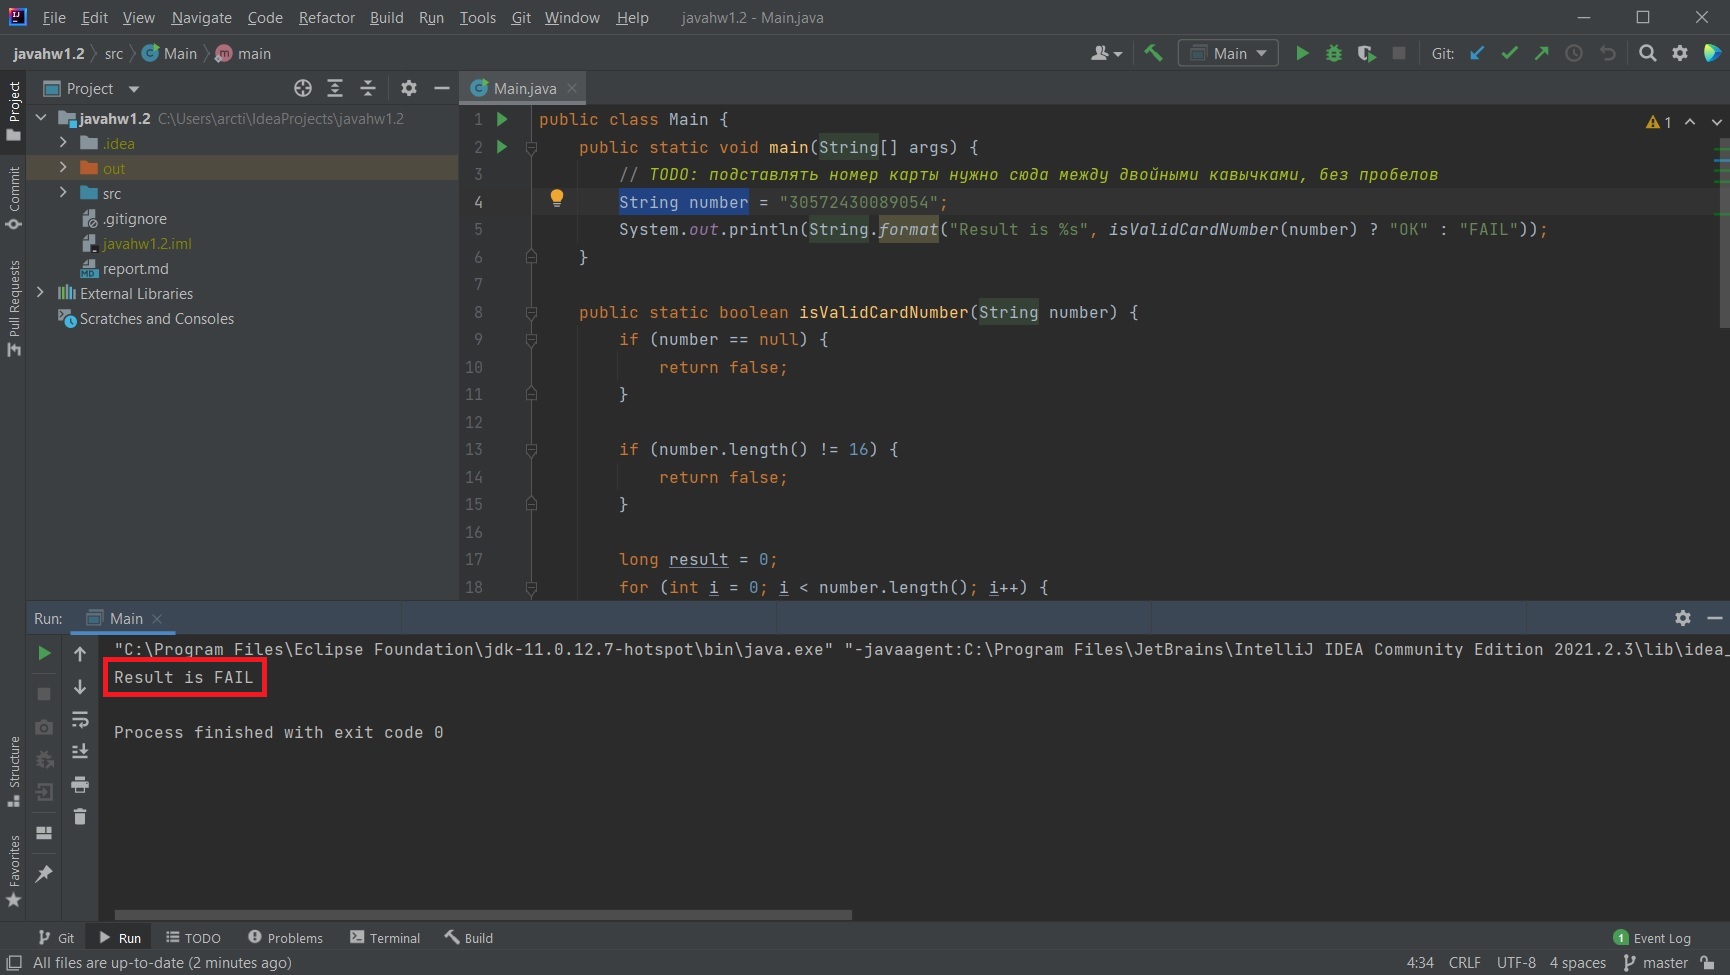 File Edit View Navigate Code Refactor Build Run Tools Git Window Help javahw1.2 - Main.java
javahw1.2 src Main main
Main Git:
Project
Main.java
javahw1.2 C:\Users\arcti\IdeaProjects\javahw1.2
.idea
out
src
.gitignore
javahw1.2.iml
report.md
External Libraries
Scratches and Consoles
Project
Commit
Pull Requests
Structure
Favorites
1 public class Main {
2 public static void main(String[] args) {
3 // TODO: подставлять номер карты нужно сюда между двойными кавычками, без пробелов
4 String number = "30572430089054";
5 System.out.println(String.format("Result is %s", isValidCardNumber(number) ? "OK" : "FAIL"));
6 }
7
8 public static boolean isValidCardNumber(String number) {
9 if (number == null) {
10 return false;
11 }
12
13 if (number.length() != 16) {
14 return false;
15 }
16
17 long result = 0;
18 for (int i = 0; i < number.length(); i++) {
1
Run: Main
"C:\Program Files\Eclipse Foundation\jdk-11.0.12.7-hotspot\bin\java.exe" "-javaagent:C:\Program Files\JetBrains\IntelliJ IDEA Community Edition 2021.2.3\lib\idea_
Result is FAIL
Process finished with exit code 0
Git Run TODO Problems Terminal Build 1 Event Log
All files are up-to-date (2 minutes ago) 4:34 CRLF UTF-8 4 spaces master